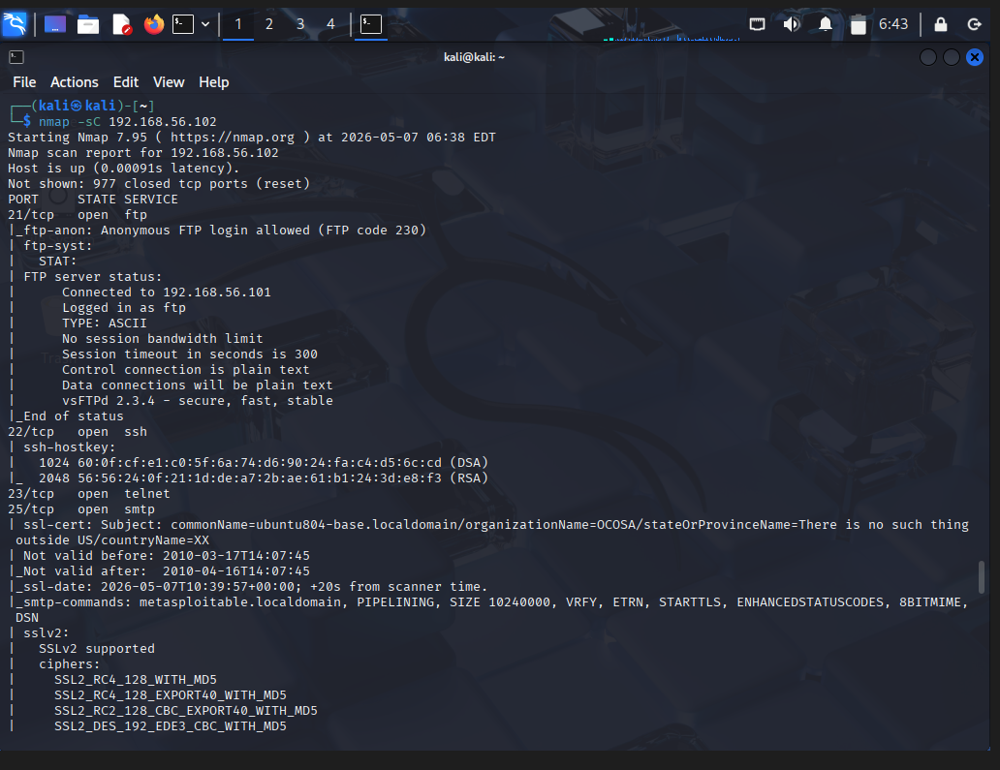 1 2 3 4 6:43
kali@kali: ~
File Actions Edit View Help
┌──(kali㉿kali)-[~]
└─$ nmap -sC 192.168.56.102
Starting Nmap 7.95 ( https://nmap.org ) at 2026-05-07 06:38 EDT
Nmap scan report for 192.168.56.102
Host is up (0.00091s latency).
Not shown: 977 closed tcp ports (reset)
PORT     STATE SERVICE
21/tcp   open  ftp
|_ftp-anon: Anonymous FTP login allowed (FTP code 230)
| ftp-syst:
|   STAT:
| FTP server status:
|      Connected to 192.168.56.101
|      Logged in as ftp
|      TYPE: ASCII
|      No session bandwidth limit
|      Session timeout in seconds is 300
|      Control connection is plain text
|      Data connections will be plain text
|      vsFTPd 2.3.4 - secure, fast, stable
|_End of status
22/tcp   open  ssh
| ssh-hostkey:
|   1024 60:0f:cf:e1:c0:5f:6a:74:d6:90:24:fa:c4:d5:6c:cd (DSA)
|_  2048 56:56:24:0f:21:1d:de:a7:2b:ae:61:b1:24:3d:e8:f3 (RSA)
23/tcp   open  telnet
25/tcp   open  smtp
| ssl-cert: Subject: commonName=ubuntu804-base.localdomain/organizationName=OCOSA/stateOrProvinceName=There is no such thing
 outside US/countryName=XX
| Not valid before: 2010-03-17T14:07:45
|_Not valid after:  2010-04-16T14:07:45
|_ssl-date: 2026-05-07T10:39:57+00:00; +20s from scanner time.
|_smtp-commands: metasploitable.localdomain, PIPELINING, SIZE 10240000, VRFY, ETRN, STARTTLS, ENHANCEDSTATUSCODES, 8BITMIME,
 DSN
| sslv2:
|   SSLv2 supported
|   ciphers:
|     SSL2_RC4_128_WITH_MD5
|     SSL2_RC4_128_EXPORT40_WITH_MD5
|     SSL2_RC2_128_CBC_EXPORT40_WITH_MD5
|     SSL2_DES_192_EDE3_CBC_WITH_MD5